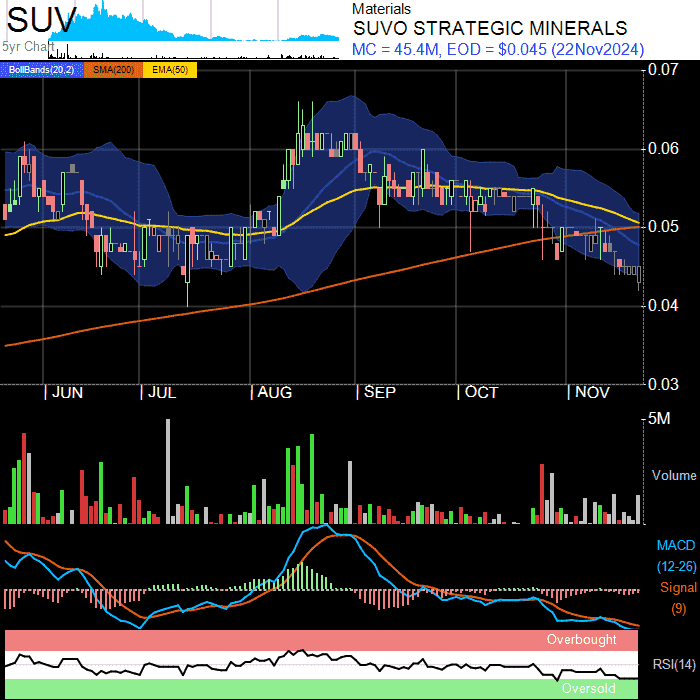 SUV
5yr Chart
Materials
SUVO STRATEGIC MINERALS
MC = 45.4M, EOD = $0.045 (22Nov2024)
BollBands(20,2) SMA(200) EMA(50)
0.07
0.06
0.05
0.04
0.03
JUN JUL AUG SEP OCT NOV
5M
Volume
MACD
(12-26)
Signal
(9)
Overbought
RSI(14)
Oversold